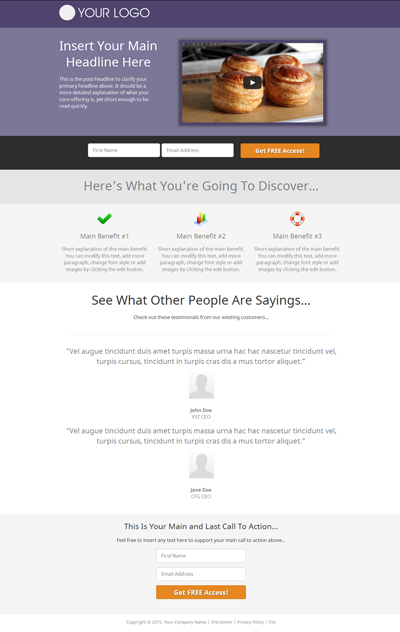 YOUR LOGO
Insert Your Main
Headline Here
This is the post headline to clarify your
primary headline above. It should be a
more detailed explanation of what your
core offering is, yet short enough to be
read quickly.
First Name
Email Address
Get FREE Access!
Here's What You're Going To Discover...
Main Benefit #1
Short explanation of the main benefit.
You can modify this text, add more
paragraph, change font style or add
images by clicking the edit button.
Main Benefit #2
Short explanation of the main benefit.
You can modify this text, add more
paragraph, change font style or add
images by clicking the edit button.
Main Benefit #3
Short explanation of the main benefit.
You can modify this text, add more
paragraph, change font style or add
images by clicking the edit button.
See What Other People Are Sayings...
Check out these testimonials from our existing customers...
"Vel augue tincidunt duis amet turpis massa urna hac hac nascetur tincidunt vel,
turpis cursus, tincidunt in turpis cras dis a mus tortor aliquet."
John Doe
XYZ CEO
"Vel augue tincidunt duis amet turpis massa urna hac hac nascetur tincidunt vel,
turpis cursus, tincidunt in turpis cras dis a mus tortor aliquet."
Jane Doe
CFG CEO
This Is Your Main and Last Call To Action...
Feel free to insert any text here to support your main call to action above...
First Name
Email Address
Get FREE Access!
Copyright © 2015. Your Company Name | Disclaimer | Privacy Policy | Tos